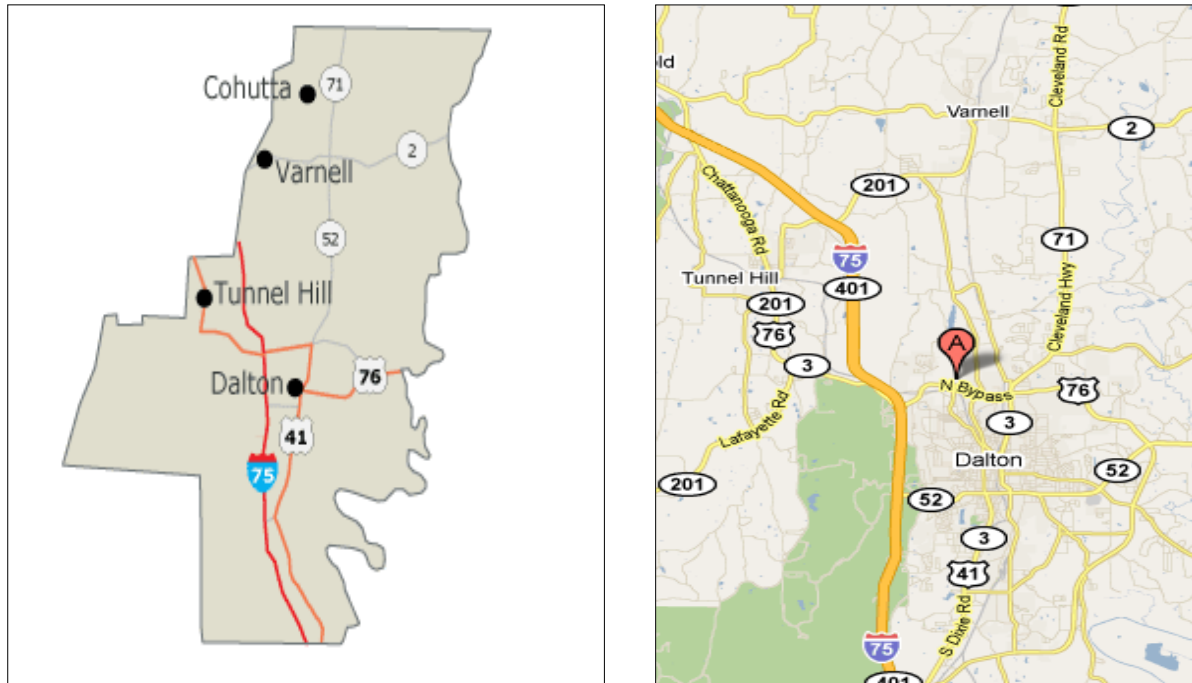 Cohutta
71
2
Varnell
52
Tunnel Hill
Dalton
76
41
75
old
Cleveland Rd
Varnell
2
201
Chattanooga Rd
71
75
Tunnel Hill
401
201
76
Cleveland Hwy
A
3
N Bypass
76
Lafayette Rd
3
Dalton
52
201
52
3
41
S Dixie Rd
75
401